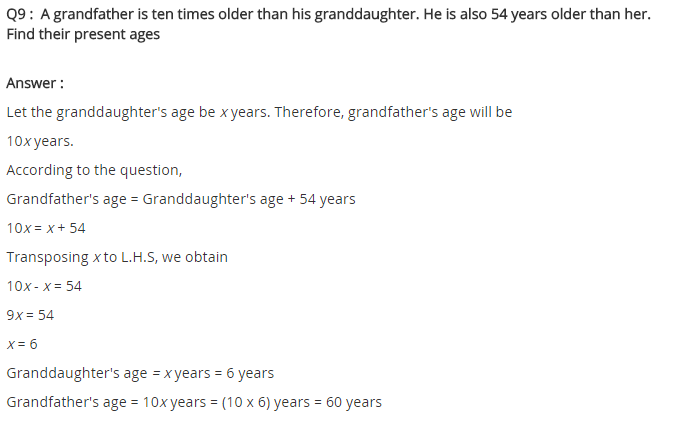 Q9 : A grandfather is ten times older than his granddaughter. He is also 54 years older than her.
Find their present ages
Answer :
Let the granddaughter's age be x years. Therefore, grandfather's age will be
10x years.
According to the question,
Grandfather's age = Granddaughter's age + 54 years
10x = x + 54
Transposing x to L.H.S, we obtain
10x - x = 54
9x = 54
x = 6
Granddaughter's age = x years = 6 years
Grandfather's age = 10x years = (10 x 6) years = 60 years